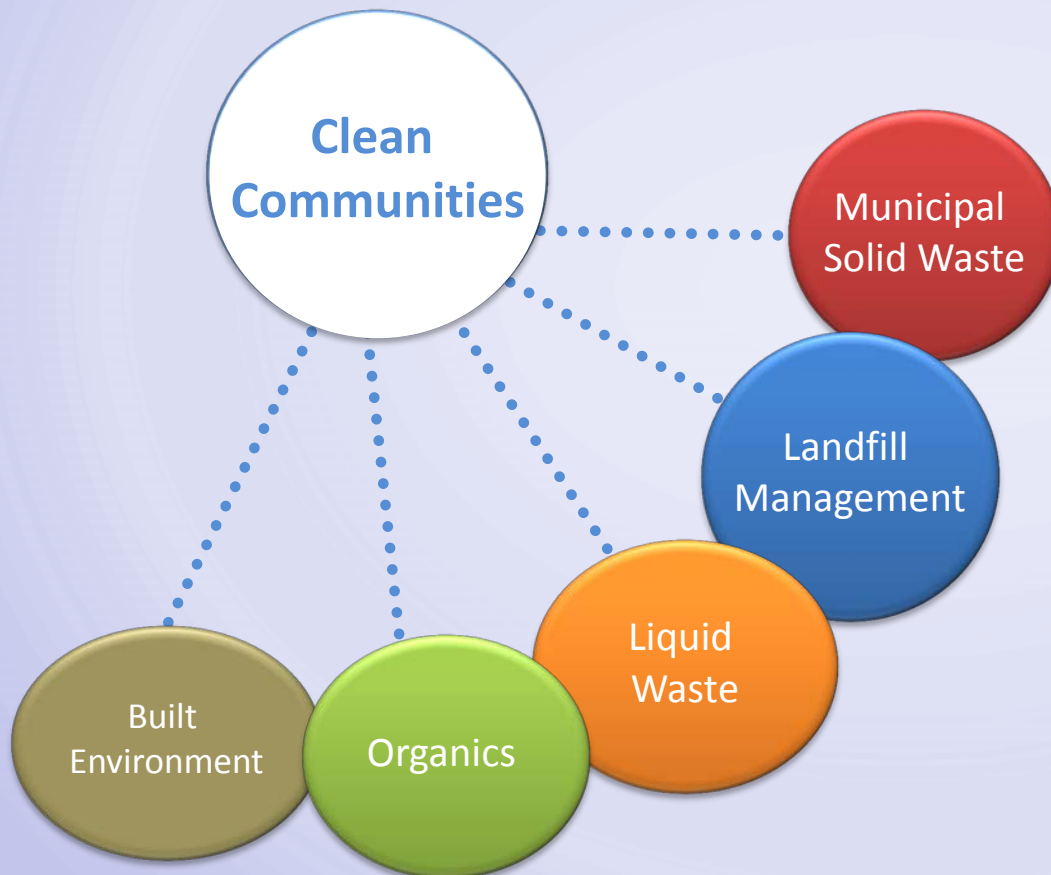 Clean
Communities
Municipal
Solid Waste
Landfill
Management
Liquid
Waste
Organics
Built
Environment